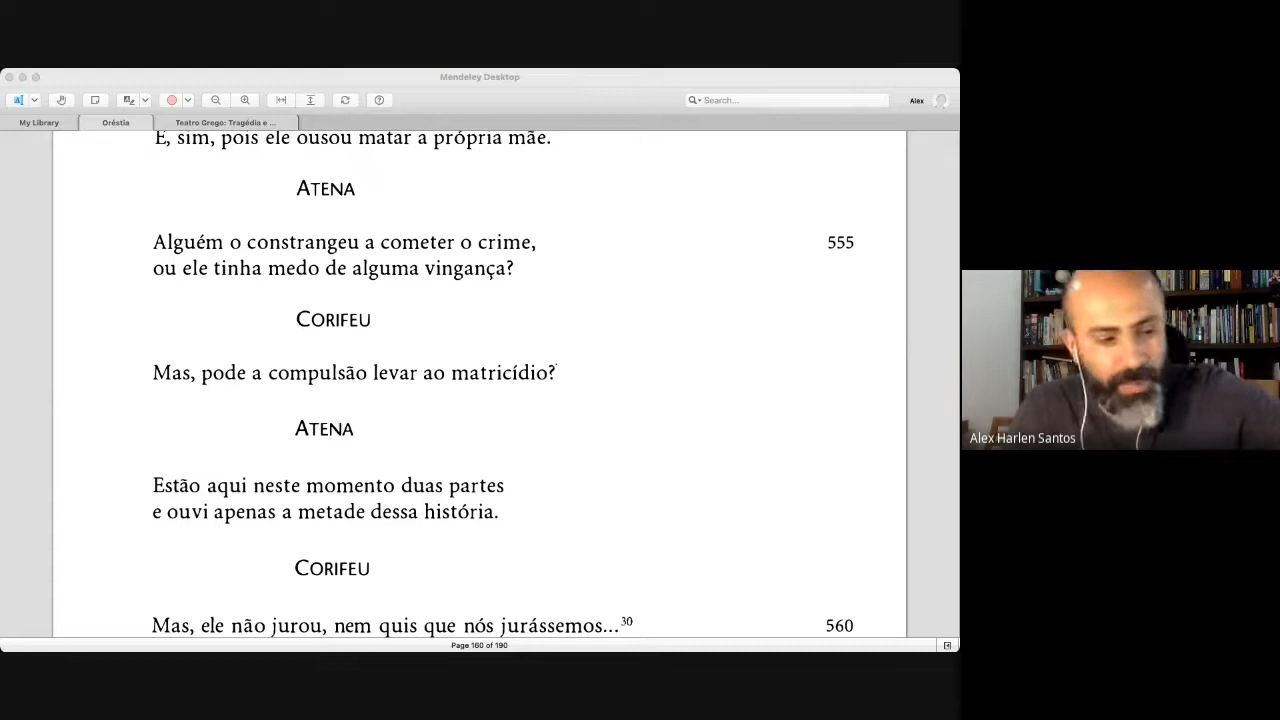 Mendeley Desktop
Search...
Alex
My Library
Oréstia
Teatro Grego: Tragédia e ...
E, sim, pois ele ousou matar a própria mãe.
ATENA
Alguém o constrangeu a cometer o crime, 555
ou ele tinha medo de alguma vingança?
CORIFEU
Mas, pode a compulsão levar ao matricídio?
ATENA
Estão aqui neste momento duas partes
e ouvi apenas a metade dessa história.
CORIFEU
Mas, ele não jurou, nem quis que nós jurássemos...30 560
Page 160 of 190
Alex Harlen Santos